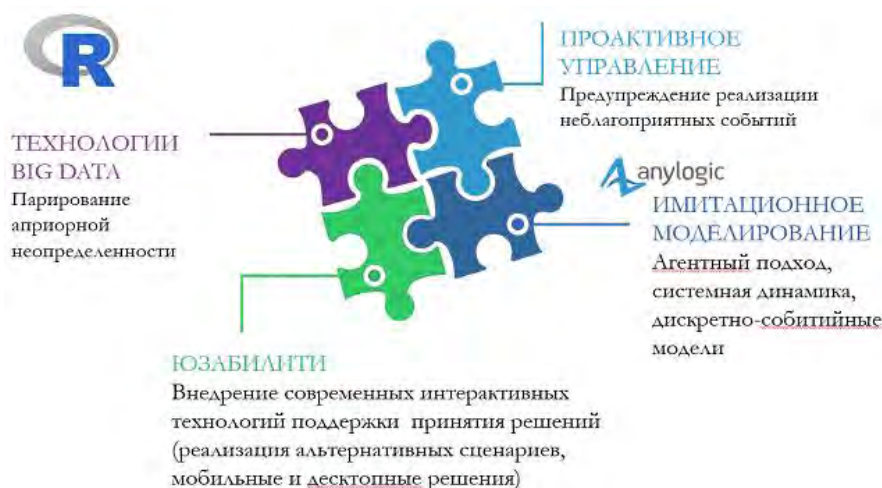 R
ТЕХНОЛОГИИ
BIG DATA
Парирование
априорной
неопределенности
ПРОАКТИВНОЕ
УПРАВЛЕНИЕ
Предупреждение реализации
неблагоприятных событий
anylogic
ИМИТАЦИОННОЕ
МОДЕЛИРОВАНИЕ
Агентный подход,
системная динамика,
дискретно-собитийные
модели
ЮЗАБИЛИТИ
Внедрение современных интерактивных
технологий поддержки принятия решений
(реализация альтернативных сценариев,
мобильные и десктопные решения)